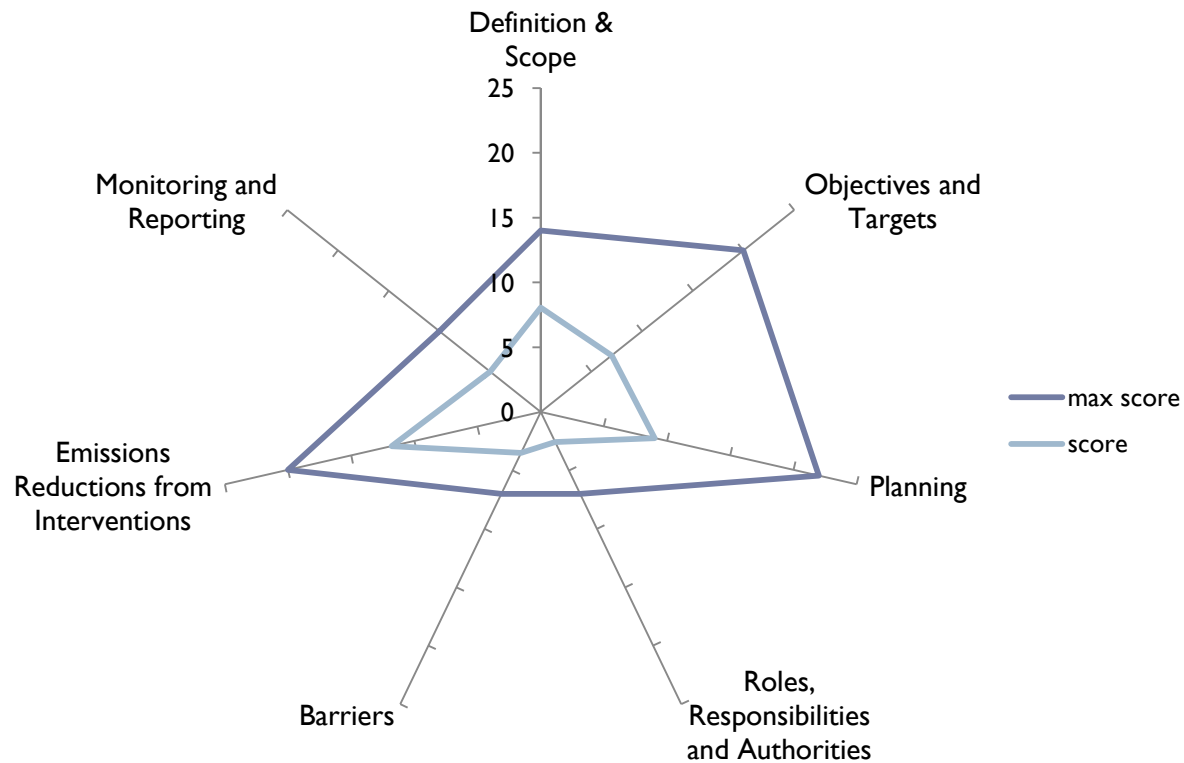 Definition &
Scope
25
20
15
10
5
0
Objectives and
Targets
Planning
Roles,
Responsibilities
and Authorities
Barriers
Emissions
Reductions from
Interventions
Monitoring and
Reporting
max score
score